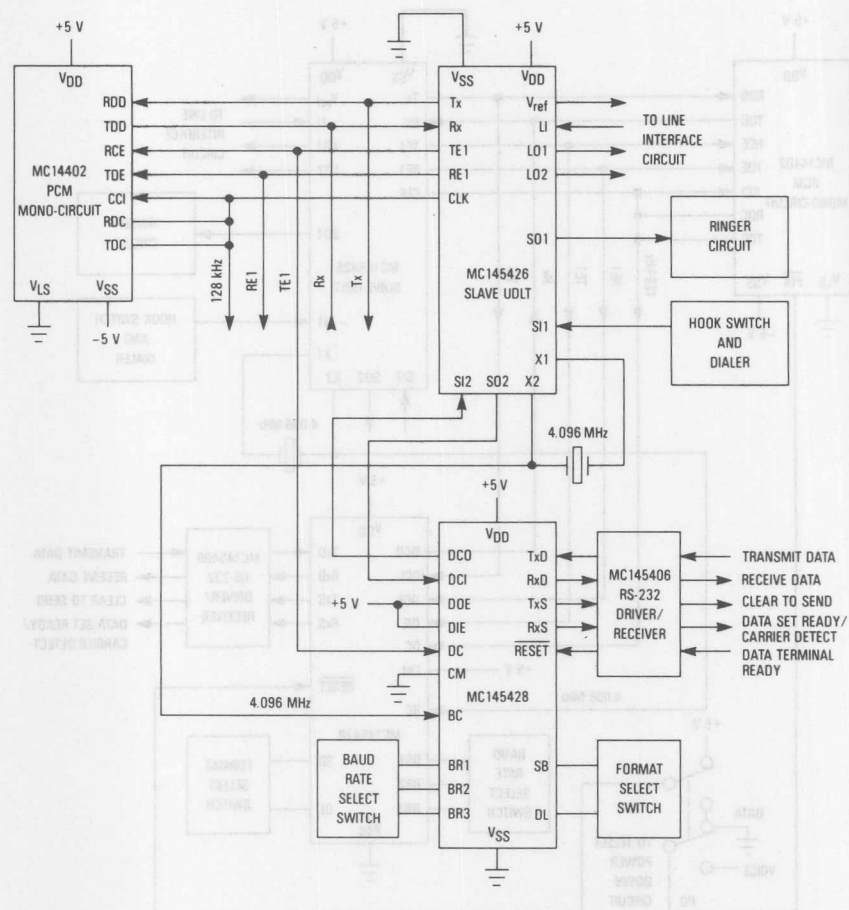 +5 V
+5 V
VDD
VSS
VDD
RDD
TDD
RCE
TDE
CCI
RDC
TDC
MC14402
PCM
MONO-CIRCUIT
VLS
VSS
−5 V
128 kHz
RE1
TE1
Rx
Tx
Tx
Rx
TE1
RE1
CLK
Vref
LI
LO1
LO2
TO LINE
INTERFACE
CIRCUIT
SO1
RINGER
CIRCUIT
MC145426
SLAVE UDLT
SI1
HOOK SWITCH
AND
DIALER
X1
SI2
SO2
X2
4.096 MHz
+5 V
VDD
DCO
DCI
DOE
DIE
DC
CM
+5 V
TxD
RxD
TxS
RxS
RESET
MC145406
RS-232
DRIVER/
RECEIVER
TRANSMIT DATA
RECEIVE DATA
CLEAR TO SEND
DATA SET READY/
CARRIER DETECT
DATA TERMINAL
READY
MC145428
4.096 MHz
BC
BAUD
RATE
SELECT
SWITCH
BR1
BR2
BR3
SB
DL
FORMAT
SELECT
SWITCH
VSS